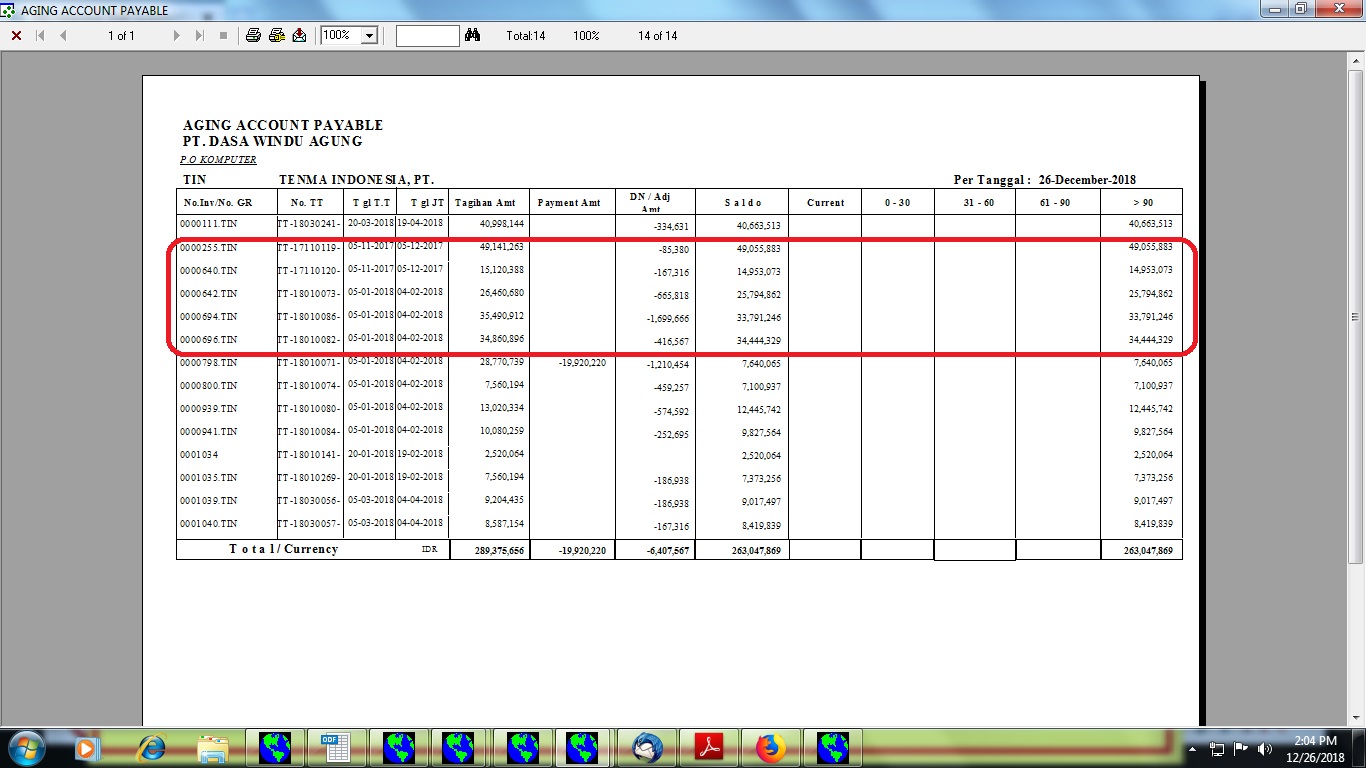 AGING ACCOUNT PAYABLE
1 of 1 100% Total:14 100% 14 of 14
AGING ACCOUNT PAYABLE
PT. DASA WINDU AGUNG
P.O KOMPUTER
TIN TENMA INDONESIA, PT. Per Tanggal : 26-December-2018
No.Inv/No. GR No. TT Tgl T.T Tgl JT Tagihan Amt Payment Amt DN / Adj Amt Saldo Current 0 - 30 31 - 60 61 - 90 > 90
0000111.TIN TT-18030241- 20-03-2018 19-04-2018 40,998,144 -334,631 40,663,513 40,663,513
0000255.TIN TT-17110119- 05-11-2017 05-12-2017 49,141,263 -85,380 49,055,883 49,055,883
0000640.TIN TT-17110120- 05-11-2017 05-12-2017 15,120,388 -167,316 14,953,073 14,953,073
0000642.TIN TT-18010073- 05-01-2018 04-02-2018 26,460,680 -665,818 25,794,862 25,794,862
0000694.TIN TT-18010086- 05-01-2018 04-02-2018 35,490,912 -1,699,666 33,791,246 33,791,246
0000696.TIN TT-18010082- 05-01-2018 04-02-2018 34,860,896 -416,567 34,444,329 34,444,329
0000798.TIN TT-18010071- 05-01-2018 04-02-2018 28,770,739 -19,920,220 -1,210,454 7,640,065 7,640,065
0000800.TIN TT-18010074- 05-01-2018 04-02-2018 7,560,194 -459,257 7,100,937 7,100,937
0000939.TIN TT-18010080- 05-01-2018 04-02-2018 13,020,334 -574,592 12,445,742 12,445,742
0000941.TIN TT-18010084- 05-01-2018 04-02-2018 10,080,259 -252,695 9,827,564 9,827,564
0001034 TT-18010141- 20-01-2018 19-02-2018 2,520,064 2,520,064 2,520,064
0001035.TIN TT-18010269- 20-01-2018 19-02-2018 7,560,194 -186,938 7,373,256 7,373,256
0001039.TIN TT-18030056- 05-03-2018 04-04-2018 9,204,435 -186,938 9,017,497 9,017,497
0001040.TIN TT-18030057- 05-03-2018 04-04-2018 8,587,154 -167,316 8,419,839 8,419,839
Total/Currency IDR 289,375,656 -19,920,220 -6,407,567 263,047,869 263,047,869
ODF
2:04 PM
12/26/2018